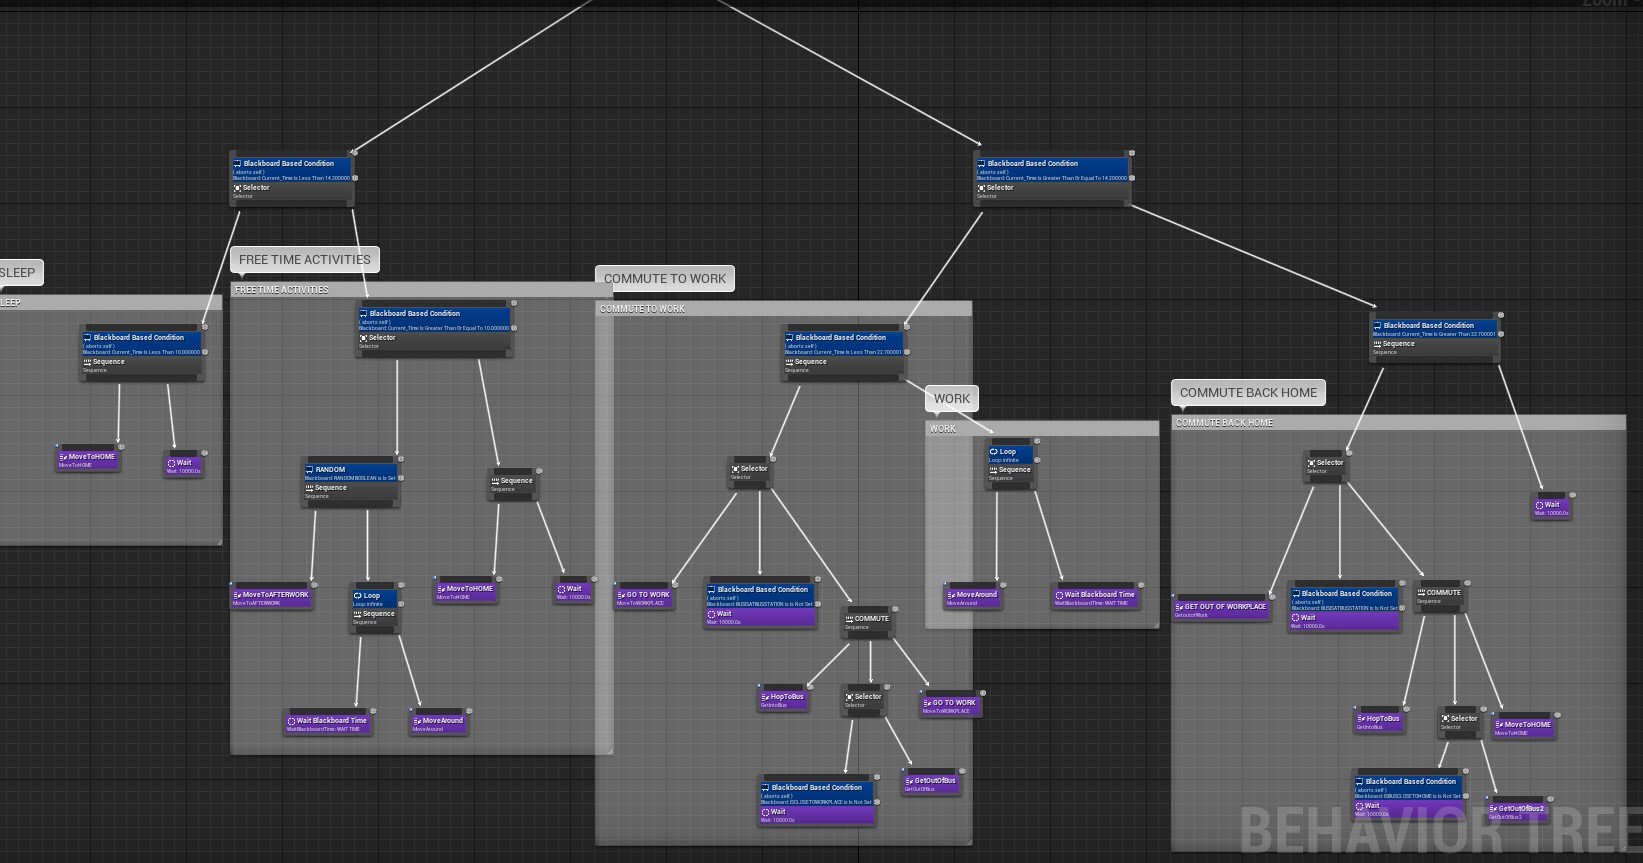 Zoom
Blackboard Based Condition
( aborts self )
Blackboard: Current_Time Is Less Than 14.200000
Selector
Selector
Blackboard Based Condition
( aborts self )
Blackboard: Current_Time Is Greater Than Or Equal To 14.200000
Selector
Selector
SLEEP
LEEP
Blackboard Based Condition
( aborts self )
Blackboard: Current_Time Is Less Than 10.000000
Sequence
Sequence
MoveToHOME
MoveToHOME
Wait
Wait: 10000.0s
FREE TIME ACTIVITIES
FREE TIME ACTIVITIES
Blackboard Based Condition
( aborts self )
Blackboard: Current_Time Is Greater Than Or Equal To 10.000000
Selector
Selector
RANDOM
Blackboard: RANDOMBOOLEAN is Is Set
Sequence
Sequence
Sequence
Sequence
MoveToAFTERWORK
MoveToAFTERWORK
Loop
Loop: infinite
Sequence
Sequence
MoveToHOME
MoveToHOME
Wait
Wait: 10000.0s
Wait Blackboard Time
WaitBlackboardTime: WAIT TIME
MoveAround
MoveAround
COMMUTE TO WORK
COMMUTE TO WORK
Blackboard Based Condition
( aborts self )
Blackboard: Current_Time Is Less Than 22.700001
Sequence
Sequence
Selector
Selector
GO TO WORK
MoveToWORKPLACE
Blackboard Based Condition
( aborts self )
Blackboard: BUSISATBUSSTATION is Is Not Set
Wait
Wait: 10000.0s
COMMUTE
Sequence
HopToBus
GetIntoBus
Selector
Selector
GO TO WORK
MoveToWORKPLACE
Blackboard Based Condition
( aborts self )
Blackboard: ISCLOSETOWORKPLACE is Is Not Set
Wait
Wait: 10000.0s
GetOutOfBus
GetOutOfBus
WORK
WORK
Loop
Loop: infinite
Sequence
Sequence
MoveAround
MoveAround
Wait Blackboard Time
WaitBlackboardTime: WAIT TIME
Blackboard Based Condition
( aborts self )
Blackboard: Current_Time Is Greater Than 22.700001
Sequence
Sequence
COMMUTE BACK HOME
COMMUTE BACK HOME
Selector
Selector
Wait
Wait: 10000.0s
GET OUT OF WORKPLACE
GetoutofWork
Blackboard Based Condition
( aborts self )
Blackboard: BUSISATBUSSTATION is Is Not Set
Wait
Wait: 10000.0s
COMMUTE
Sequence
HopToBus
GetIntoBus
Selector
Selector
MoveToHOME
MoveToHOME
Blackboard Based Condition
( aborts self )
Blackboard: BUSISCLOSETOHOME is Is Not Set
Wait
Wait: 10000.0s
GetOutOfBus2
GetOutOfBus2
BEHAVIOR TREE